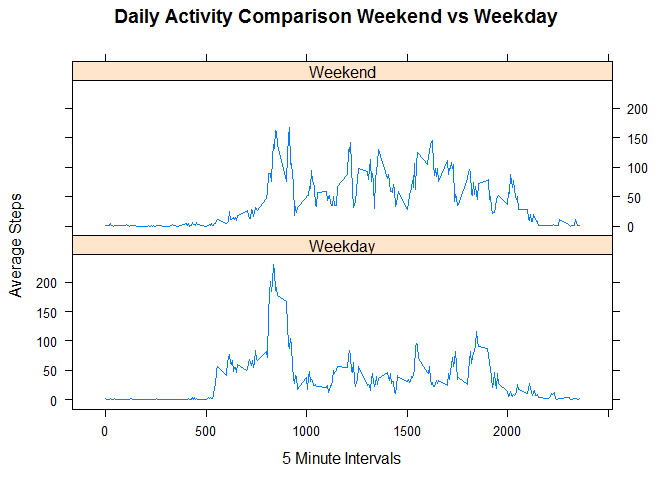 Daily Activity Comparison Weekend vs Weekday
Weekend
200
150
100
50
0
Average Steps
Weekday
200
150
100
50
0
0 500 1000 1500 2000
5 Minute Intervals